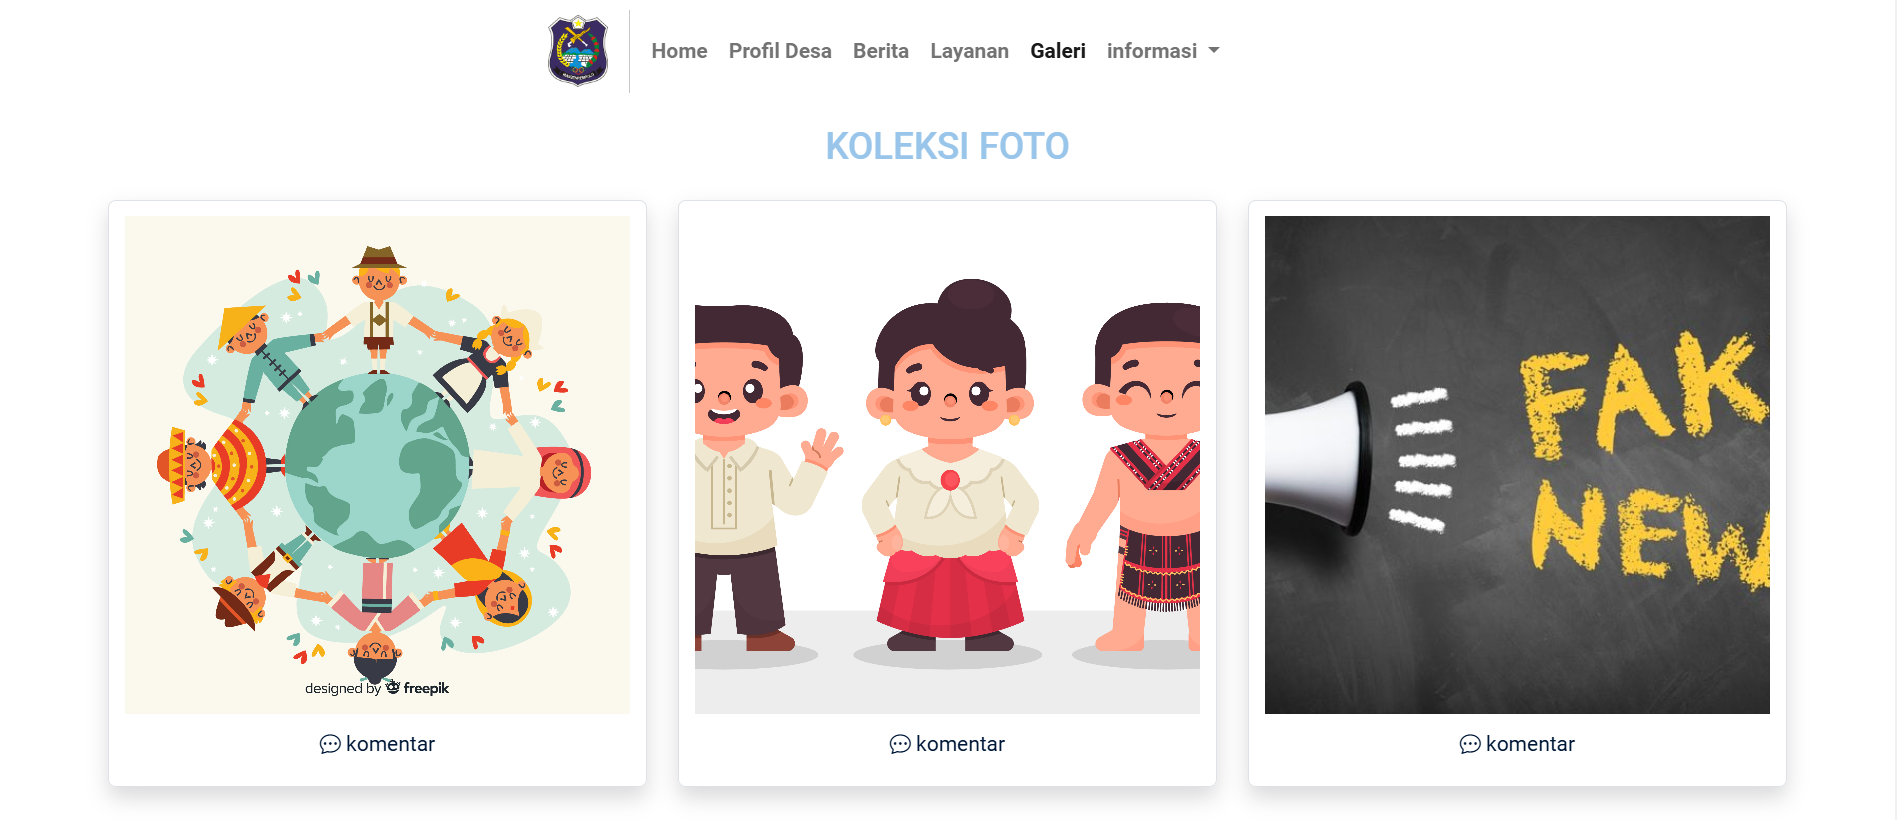 Home Profil Desa Berita Layanan Galeri informasi
KOLEKSI FOTO
designed by freepik
FAK
NEW
komentar komentar komentar